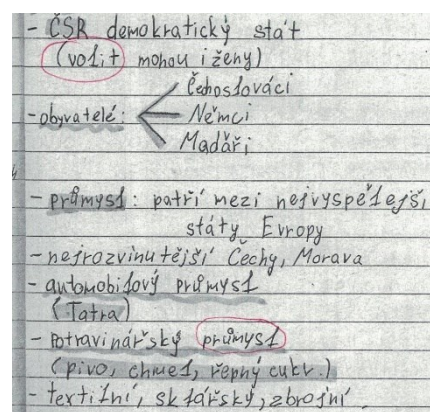 - ČSR demokratický stát
(volit mohou i ženy)
- obyvatelé: Čechoslováci
Němci
Maďáři
- průmysl: patří mezi nejvyspělejší
státy Evropy
- nejrozvinutější Čechy, Morava
- automobilový průmysl
(Tatra)
- potravinářský průmysl
(pivo, chmel, řepný cukr.)
- textilní, sklářský, zbrojní